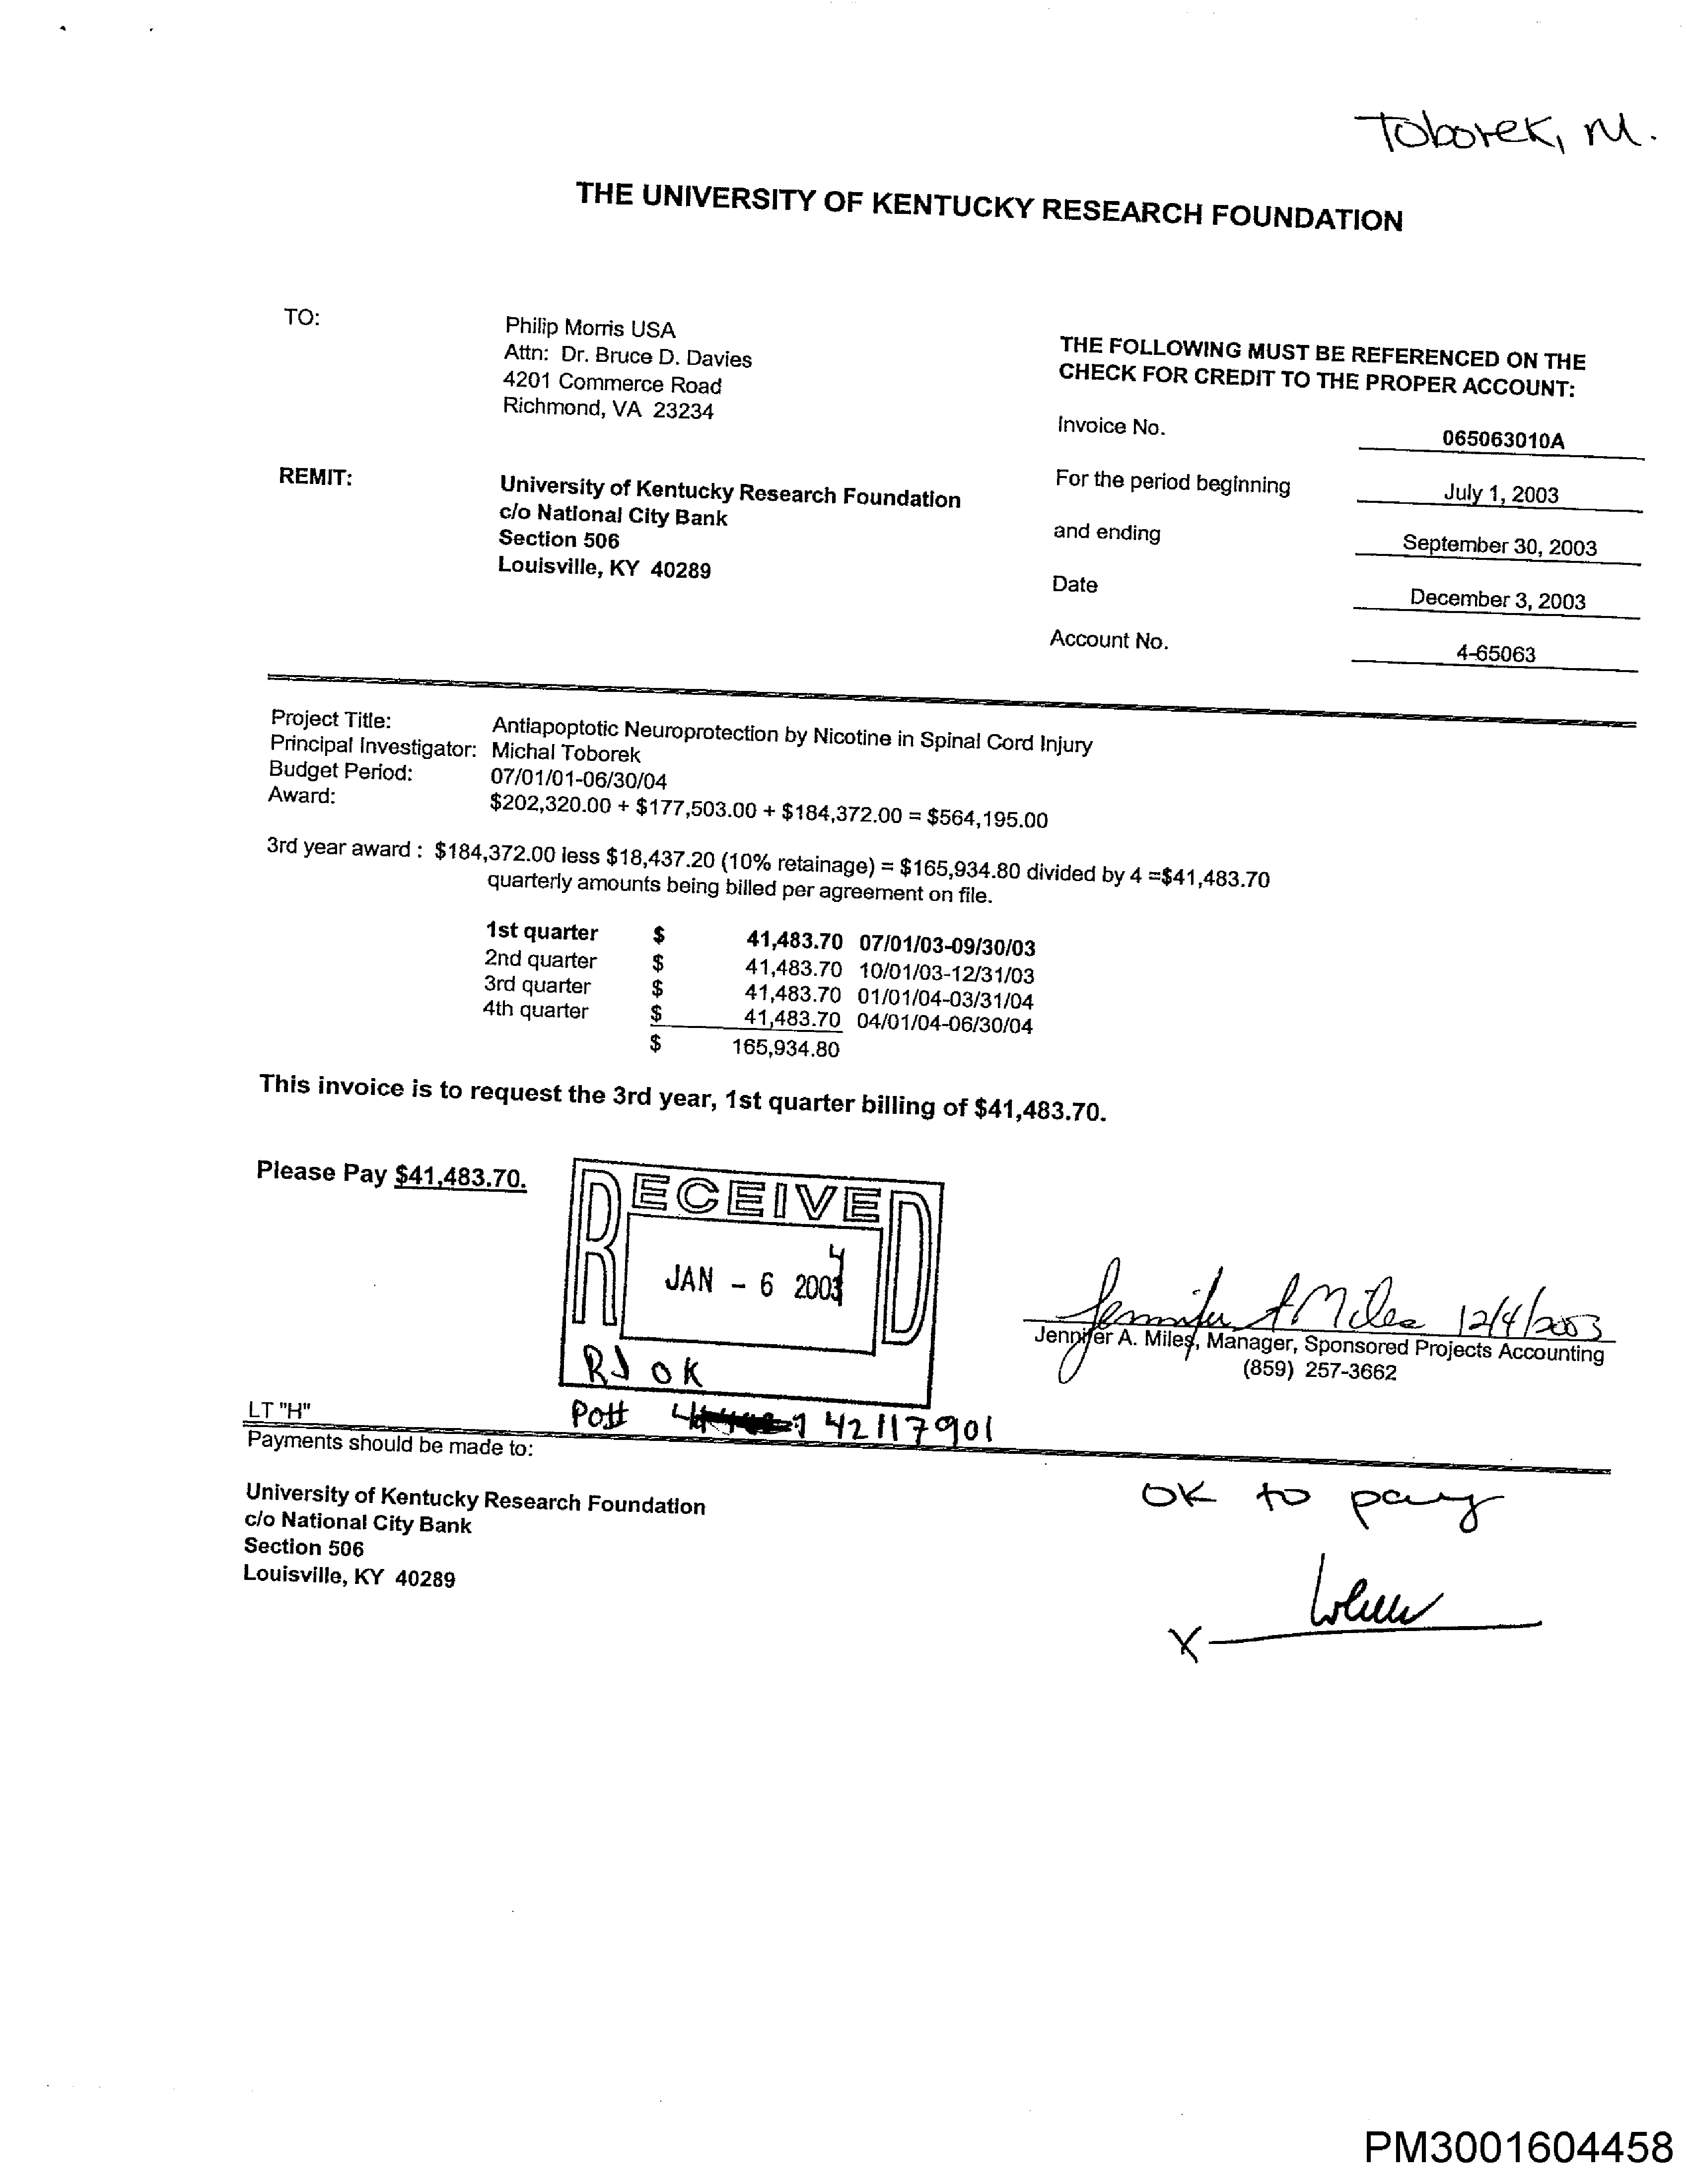 Toborek, M.
THE UNIVERSITY OF KENTUCKY RESEARCH FOUNDATION
TO:
Philip Morris USA
Attn: Dr. Bruce D. Davies
4201 Commerce Road
Richmond, VA 23234
REMIT:
University of Kentucky Research Foundation
c/o National City Bank
Section 506
Louisville, KY 40289
THE FOLLOWING MUST BE REFERENCED ON THE
CHECK FOR CREDIT TO THE PROPER ACCOUNT:
Invoice No. 065063010A
For the period beginning July 1, 2003
and ending September 30, 2003
Date December 3, 2003
Account No. 4-65063
Project Title: Antiapoptotic Neuroprotection by Nicotine in Spinal Cord Injury
Principal Investigator: Michal Toborek
Budget Period: 07/01/01-06/30/04
Award: $202,320.00 + $177,503.00 + $184,372.00 = $564,195.00
3rd year award : $184,372.00 less $18,437.20 (10% retainage) = $165,934.80 divided by 4 =$41,483.70
quarterly amounts being billed per agreement on file.
1st quarter $ 41,483.70 07/01/03-09/30/03
2nd quarter $ 41,483.70 10/01/03-12/31/03
3rd quarter $ 41,483.70 01/01/04-03/31/04
4th quarter $ 41,483.70 04/01/04-06/30/04
$ 165,934.80
This invoice is to request the 3rd year, 1st quarter billing of $41,483.70.
Please Pay $41,483.70.
RECEIVED
JAN - 6 2004
RJ OK
Jennifer A Miles 12/4/2003
Jennifer A. Miles, Manager, Sponsored Projects Accounting
(859) 257-3662
LT "H"
42117901
Payments should be made to:
University of Kentucky Research Foundation
c/o National City Bank
Section 506
Louisville, KY 40289
OK to pay
X
PM3001604458